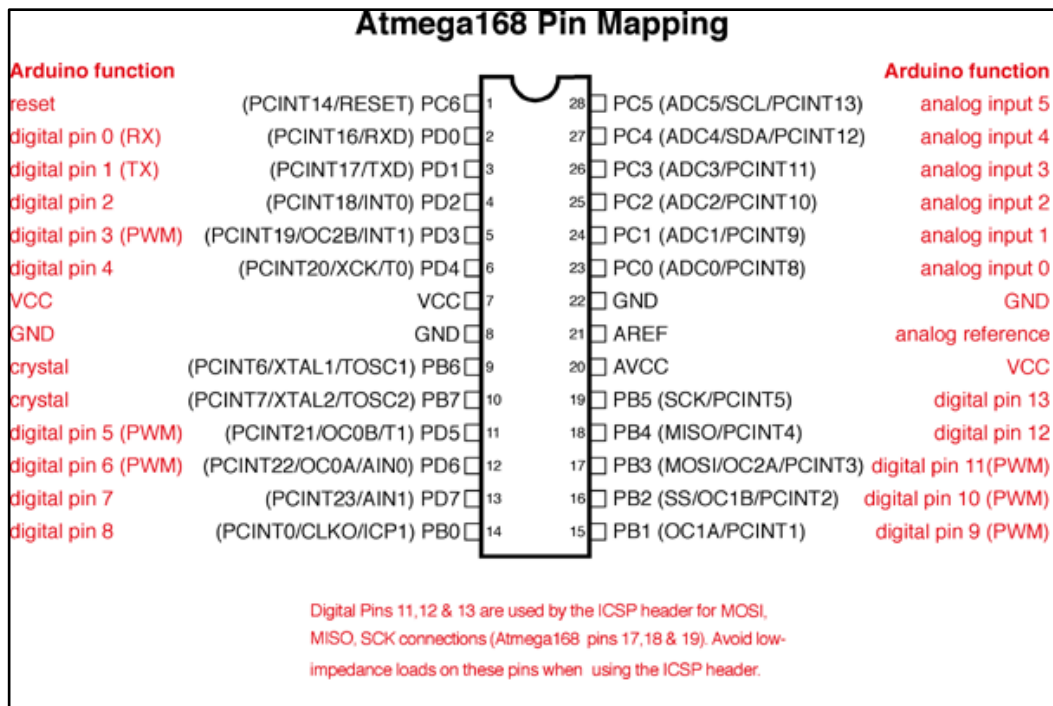 Atmega168 Pin Mapping
Arduino function Arduino function
reset (PCINT14/RESET) PC6 1 28 PC5 (ADC5/SCL/PCINT13) analog input 5
digital pin 0 (RX) (PCINT16/RXD) PD0 2 27 PC4 (ADC4/SDA/PCINT12) analog input 4
digital pin 1 (TX) (PCINT17/TXD) PD1 3 26 PC3 (ADC3/PCINT11) analog input 3
digital pin 2 (PCINT18/INT0) PD2 4 25 PC2 (ADC2/PCINT10) analog input 2
digital pin 3 (PWM) (PCINT19/OC2B/INT1) PD3 5 24 PC1 (ADC1/PCINT9) analog input 1
digital pin 4 (PCINT20/XCK/T0) PD4 6 23 PC0 (ADC0/PCINT8) analog input 0
VCC VCC 7 22 GND GND
GND GND 8 21 AREF analog reference
crystal (PCINT6/XTAL1/TOSC1) PB6 9 20 AVCC VCC
crystal (PCINT7/XTAL2/TOSC2) PB7 10 19 PB5 (SCK/PCINT5) digital pin 13
digital pin 5 (PWM) (PCINT21/OC0B/T1) PD5 11 18 PB4 (MISO/PCINT4) digital pin 12
digital pin 6 (PWM) (PCINT22/OC0A/AIN0) PD6 12 17 PB3 (MOSI/OC2A/PCINT3) digital pin 11(PWM)
digital pin 7 (PCINT23/AIN1) PD7 13 16 PB2 (SS/OC1B/PCINT2) digital pin 10 (PWM)
digital pin 8 (PCINT0/CLKO/ICP1) PB0 14 15 PB1 (OC1A/PCINT1) digital pin 9 (PWM)
Digital Pins 11,12 & 13 are used by the ICSP header for MOSI,
MISO, SCK connections (Atmega168 pins 17,18 & 19). Avoid low-
impedance loads on these pins when using the ICSP header.